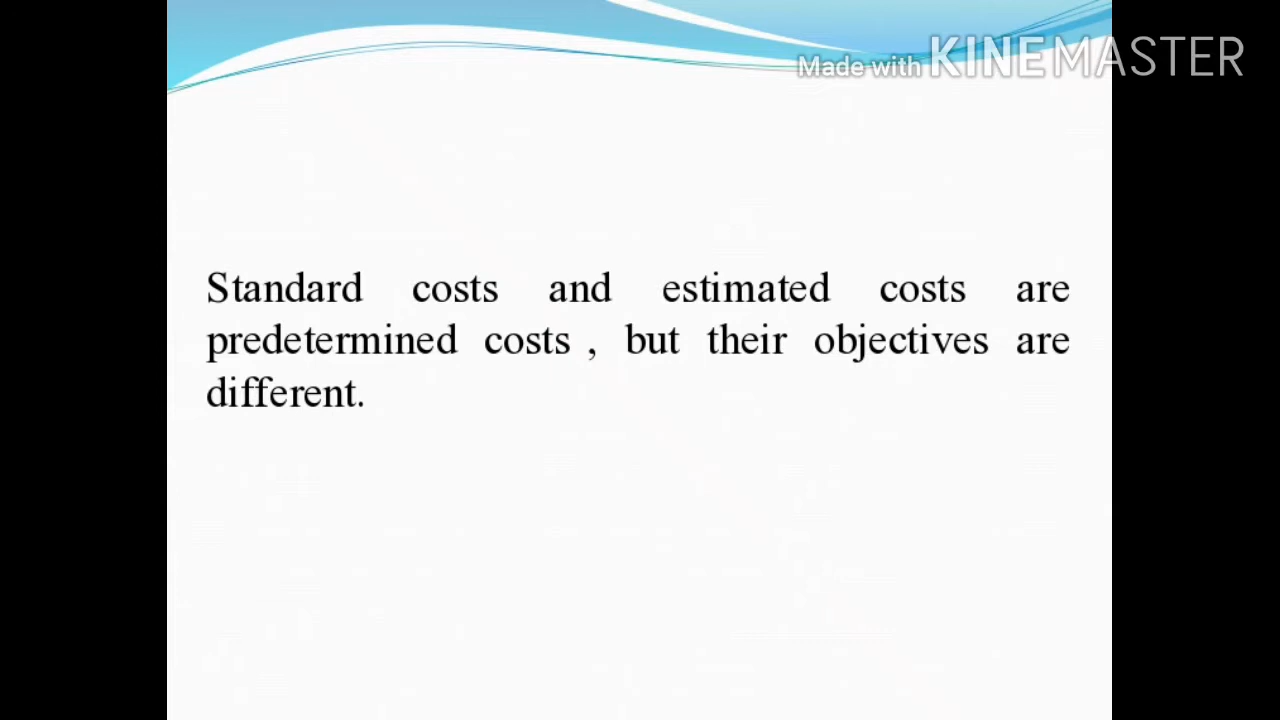 Made with KINEMASTER
Standard costs and estimated costs are
predetermined costs , but their objectives are
different.